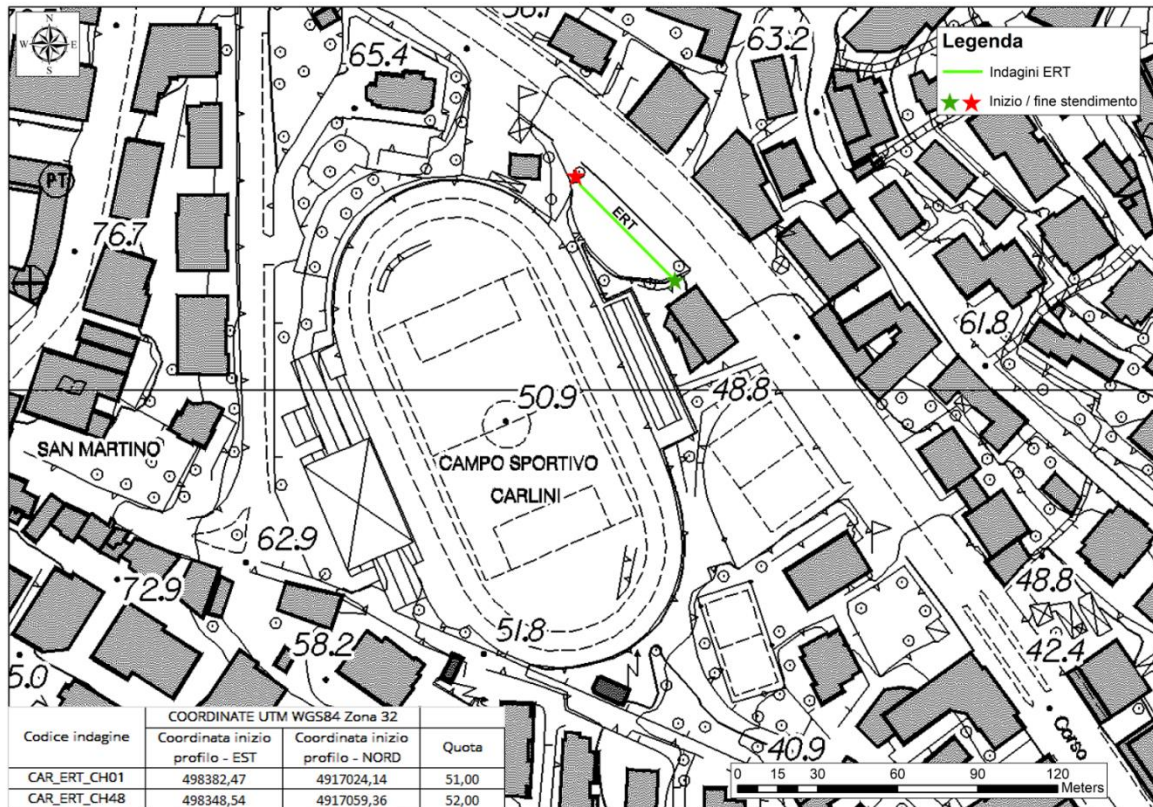 N
W E
S
65.4
63.2
Legenda
Indagini ERT
Inizio / fine stendimento
PT
76.7
ERT
61.8
50.9
48.8
SAN MARTINO
CAMPO SPORTIVO
CARLINI
62.9
72.9
58.2
51.8
48.8
42.4
5.0
40.9
Corso
Codice indagine
COORDINATE UTM WGS84 Zona 32
Coordinata inizio
profilo - EST
Coordinata inizio
profilo - NORD
Quota
CAR_ERT_CH01 498382,47 4917024,14 51,00
CAR_ERT_CH48 498348,54 4917059,36 52,00
0 15 30 60 90 120
Meters